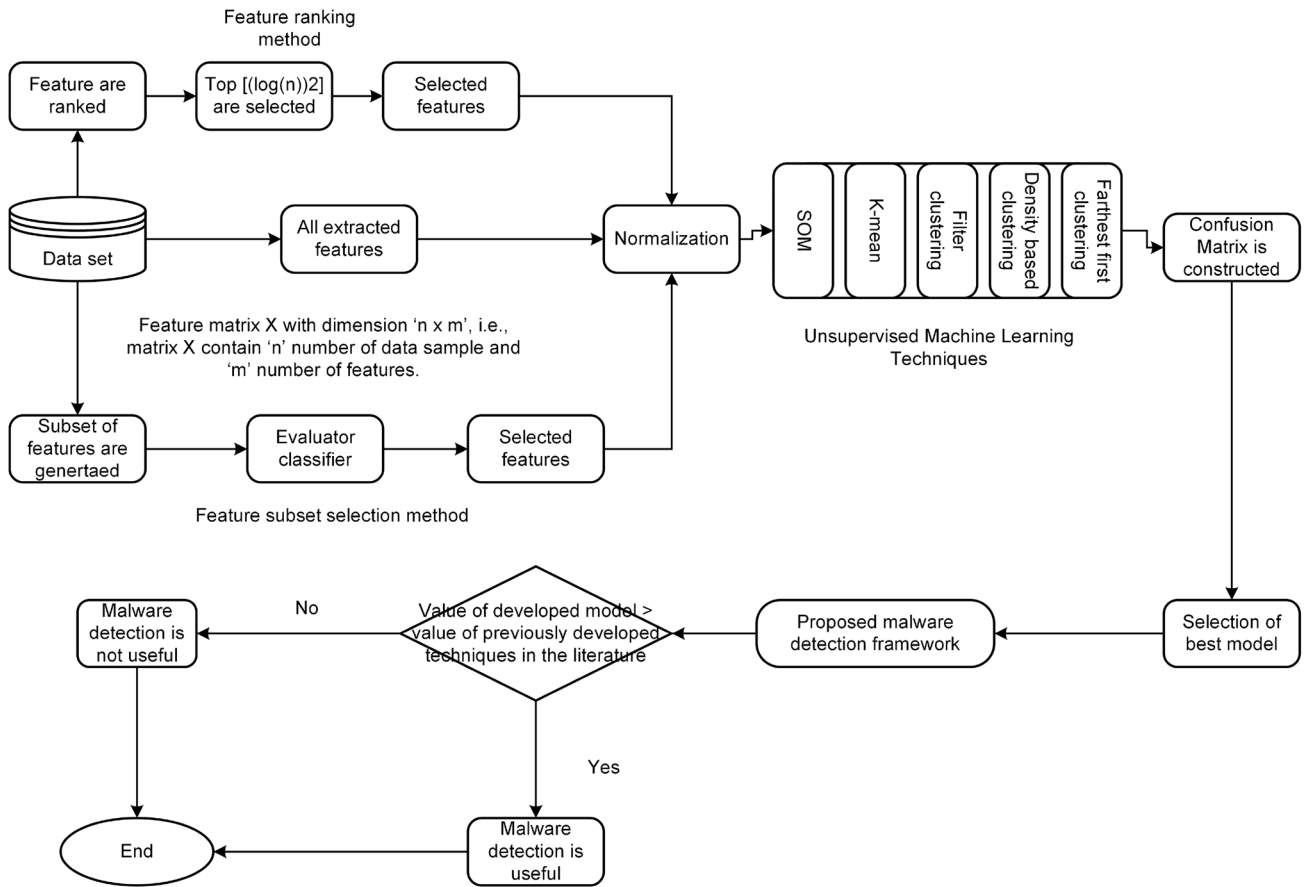 Feature ranking
method
Feature are
ranked
Top [(log(n))2]
are selected
Selected
features
Data set
All extracted
features
Normalization
SOM
K-mean
Filter
clustering
Density based
clustering
Farthest first
clustering
Confusion
Matrix is
constructed
Feature matrix X with dimension ‘n x m’, i.e.,
matrix X contain ‘n’ number of data sample and
‘m’ number of features.
Unsupervised Machine Learning
Techniques
Subset of
features are
genertaed
Evaluator
classifier
Selected
features
Feature subset selection method
Malware
detection is
not useful
No
Value of developed model >
value of previously developed
techniques in the literature
Proposed malware
detection framework
Selection of
best model
Yes
End
Malware
detection is
useful